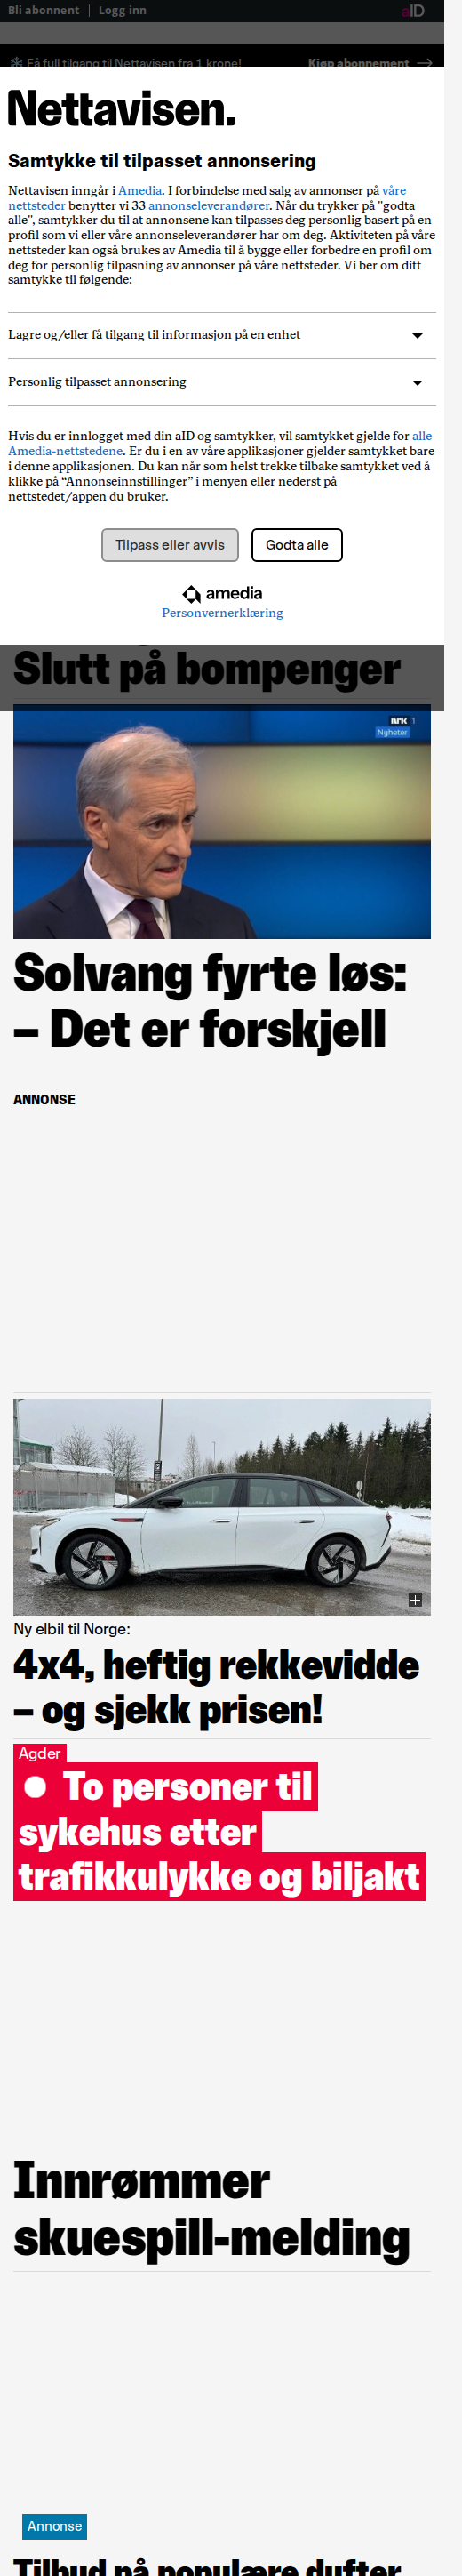 Bli abonnent | Logg inn
aID
Få full tilgang til Nettavisen fra 1 krone!
Kjøp abonnement →
Nettavisen.
Samtykke til tilpasset annonsering
Nettavisen inngår i Amedia. I forbindelse med salg av annonser på våre
nettsteder benytter vi 33 annonseleverandører. Når du trykker på "godta
alle", samtykker du til at annonsene kan tilpasses deg personlig basert på en
profil som vi eller våre annonseleverandører har om deg. Aktiviteten på våre
nettsteder kan også brukes av Amedia til å bygge eller forbedre en profil om
deg for personlig tilpasning av annonser på våre nettsteder. Vi ber om ditt
samtykke til følgende:
Lagre og/eller få tilgang til informasjon på en enhet
Personlig tilpasset annonsering
Hvis du er innlogget med din aID og samtykker, vil samtykket gjelde for alle
Amedia-nettstedene. Er du i en av våre applikasjoner gjelder samtykket bare
i denne applikasjonen. Du kan når som helst trekke tilbake samtykket ved å
klikke på “Annonseinnstillinger” i menyen eller nederst på
nettstedet/appen du bruker.
Tilpass eller avvis
Godta alle
amedia
Personvernerklæring
Slutt på bompenger
NRK 1
Nyheter
Solvang fyrte løs:
– Det er forskjell
ANNONSE
Ny elbil til Norge:
4x4, heftig rekkevidde
– og sjekk prisen!
Agder
To personer til
sykehus etter
trafikkulykke og biljakt
Innrømmer
skuespill-melding
Annonse
Tilbud på populære dufter